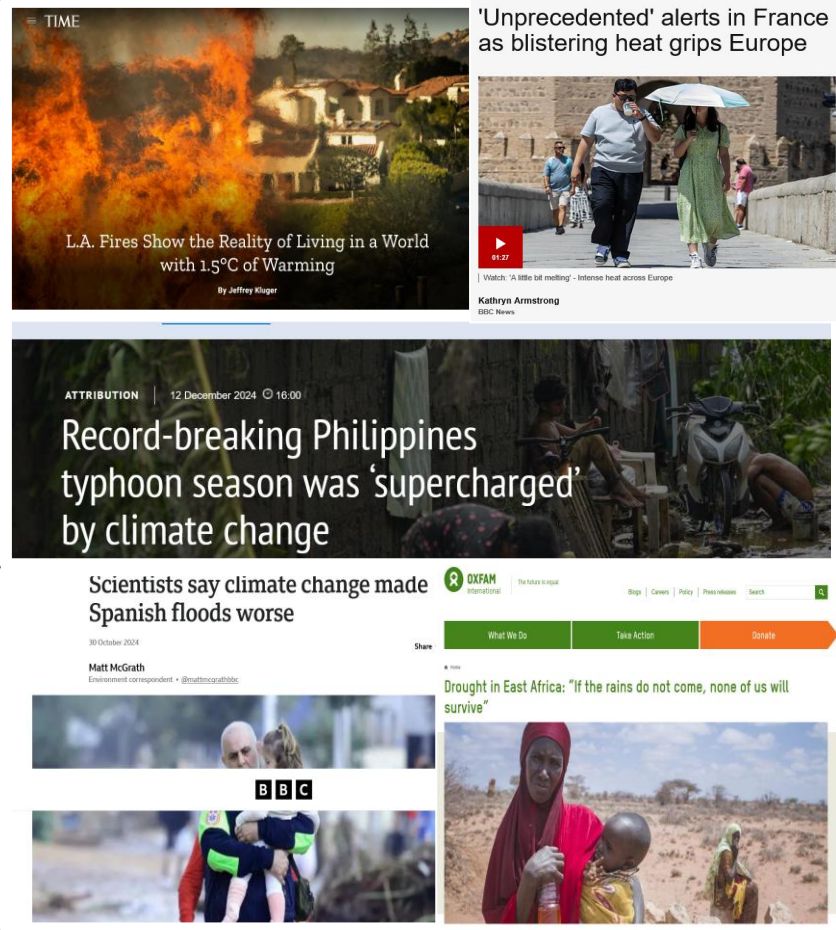 TIME
L.A. Fires Show the Reality of Living in a World
with 1.5°C of Warming
By Jeffrey Kluger
'Unprecedented' alerts in France
as blistering heat grips Europe
01:27
Watch: 'A little bit melting' - Intense heat across Europe
Kathryn Armstrong
BBC News
ATTRIBUTION | 12 December 2024 16:00
Record-breaking Philippines
typhoon season was ‘supercharged’
by climate change
Scientists say climate change made
Spanish floods worse
30 October 2024
Share
Matt McGrath
Environment correspondent • @mattmcgrathbbc
BBC
OXFAM
International
The future is equal
Blogs | Careers | Policy | Press releases
Search
What We Do
Take Action
Donate
Home
Drought in East Africa: “If the rains do not come, none of us will
survive”